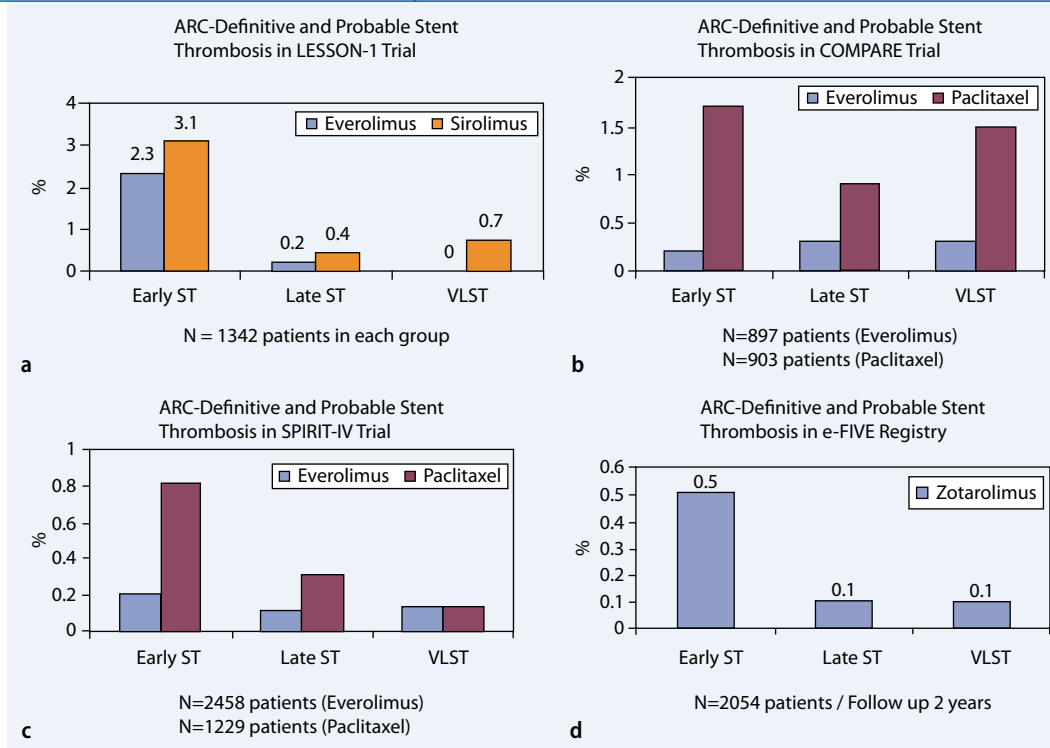 ARC-Definitive and Probable Stent
Thrombosis in LESSON-1 Trial
4
3
2
1
0
%
Everolimus Sirolimus
2.3
3.1
0.2
0.4
0
0.7
Early ST Late ST VLST
N = 1342 patients in each group
a
ARC-Definitive and Probable Stent
Thrombosis in COMPARE Trial
2
1.5
1
0.5
0
%
Everolimus Paclitaxel
Early ST Late ST VLST
N=897 patients (Everolimus)
N=903 patients (Paclitaxel)
b
ARC-Definitive and Probable Stent
Thrombosis in SPIRIT-IV Trial
1
0.8
0.6
0.4
0.2
0
%
Everolimus Paclitaxel
Early ST Late ST VLST
N=2458 patients (Everolimus)
N=1229 patients (Paclitaxel)
c
ARC-Definitive and Probable Stent
Thrombosis in e-FIVE Registry
0.6
0.5
0.4
0.3
0.2
0.1
0
%
Zotarolimus
0.5
0.1
0.1
Early ST Late ST VLST
N=2054 patients / Follow up 2 years
d